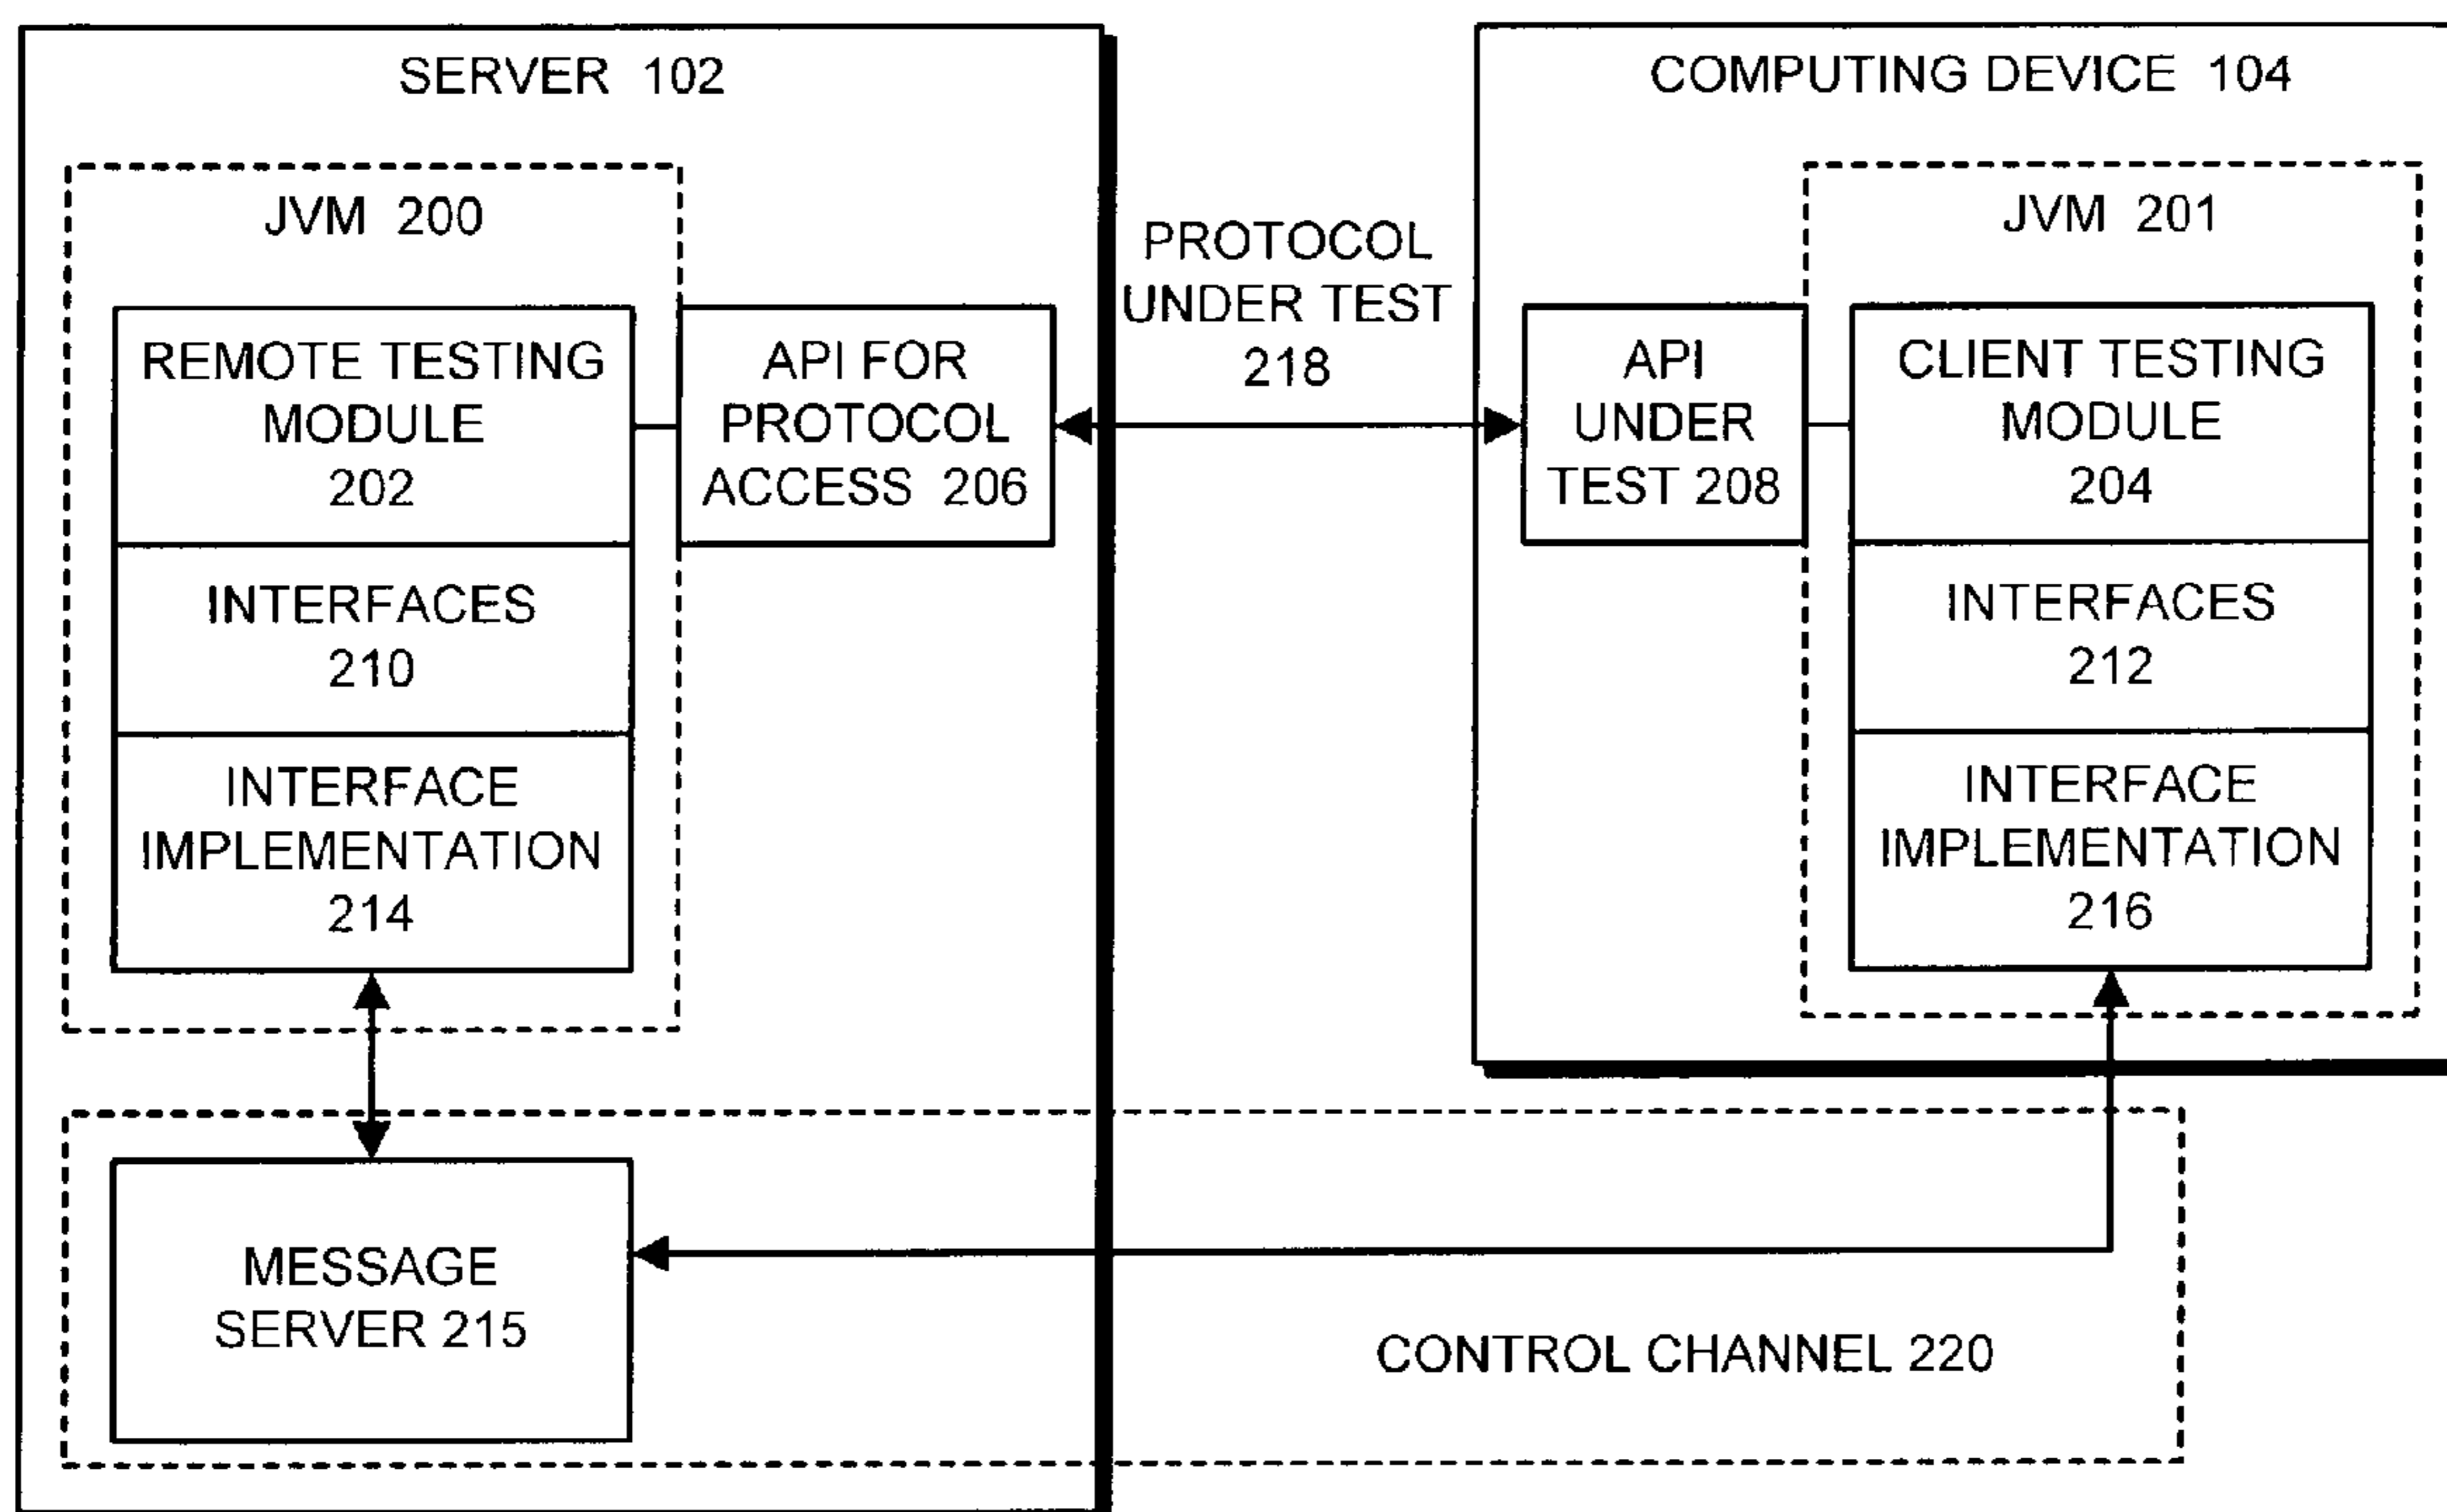 SERVER 102
JVM 200
REMOTE TESTING
MODULE
202
INTERFACES
210
INTERFACE
IMPLEMENTATION
214
API FOR
PROTOCOL
ACCESS 206
MESSAGE
SERVER 215
PROTOCOL
UNDER TEST
218
COMPUTING DEVICE 104
JVM 201
API
UNDER
TEST 208
CLIENT TESTING
MODULE
204
INTERFACES
212
INTERFACE
IMPLEMENTATION
216
CONTROL CHANNEL 220